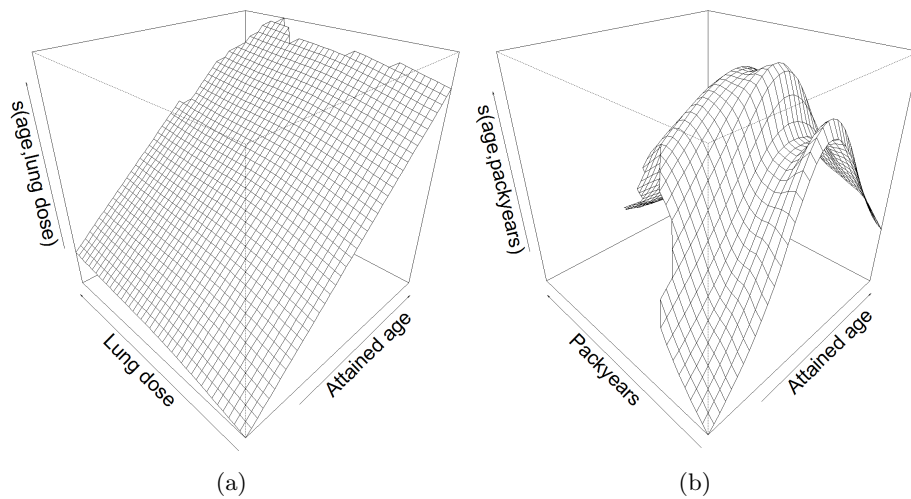 s(age,lung dose)
Lung dose
Attained age
(a)
s(age,packyears)
Packyears
Attained age
(b)